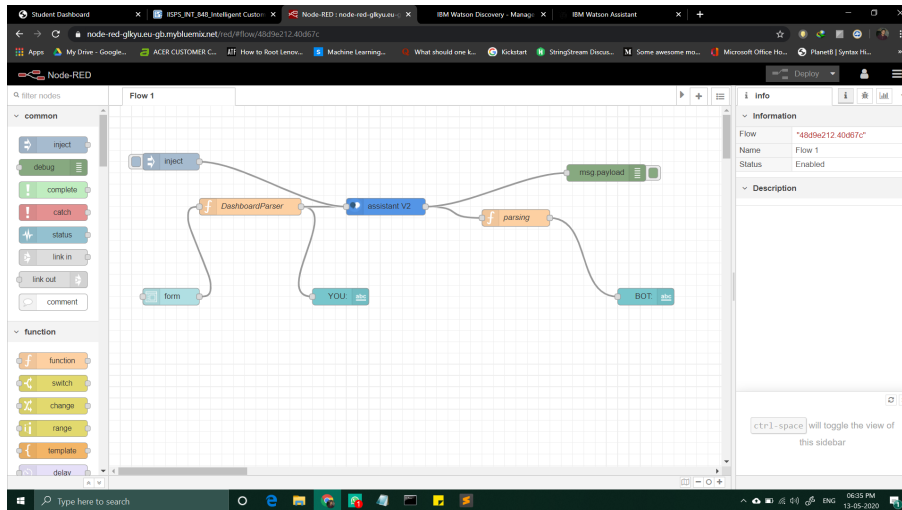 Student Dashboard
IISPS_INT_848_Intelligent Custom
Node-RED : node-red-glkyu.eu-g
IBM Watson Discovery - Manage
IBM Watson Assistant
node-red-glkyu.eu-gb.mybluemix.net/red/#flow/48d9e212.40d67c
Apps
My Drive - Google...
ACER CUSTOMER C...
How to Root Lenov...
Machine Learning...
What should one k...
Kickstart
StringStream Discus...
Some awesome mo...
Microsoft Office Ho...
PlanetB | Syntax Hi...
Node-RED
Deploy
filter nodes
Flow 1
common
inject
debug
complete
catch
status
link in
link out
comment
function
function
switch
change
range
template
delay
inject
DashboardParser
assistant V2
msg.payload
parsing
form
YOU:
abc
BOT:
abc
i info
i
Information
Flow "48d9e212.40d67c"
Name Flow 1
Status Enabled
Description
ctrl-space will toggle the view of
this sidebar
Type here to search
ENG
06:35 PM
13-05-2020